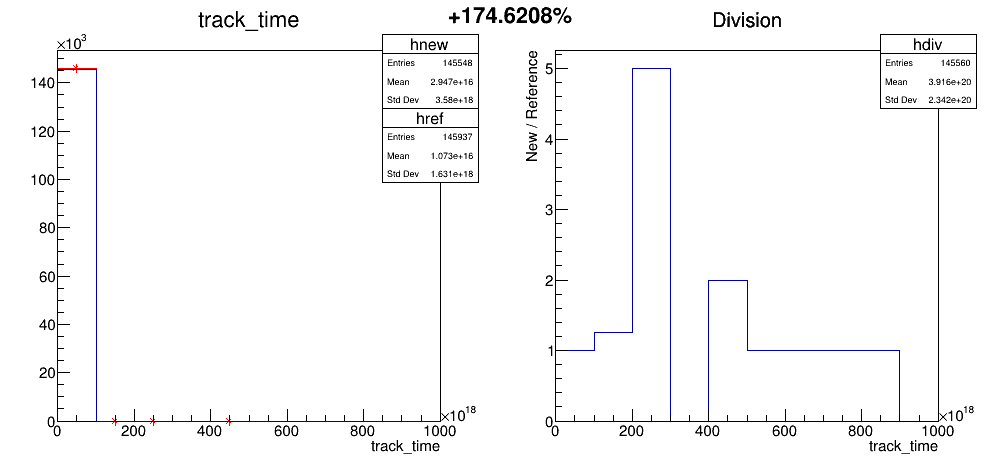 +174.6208%
track_time
×10³
hnew
Entries 145548
Mean 2.947e+16
Std Dev 3.58e+18
href
Entries 145937
Mean 1.073e+16
Std Dev 1.631e+18
140
120
100
80
60
40
20
0
0 200 400 600 800 1000
×10¹⁸
track_time
Division
New / Reference
hdiv
Entries 145560
Mean 3.916e+20
Std Dev 2.342e+20
5
4
3
2
1
0
0 200 400 600 800 1000
×10¹⁸
track_time